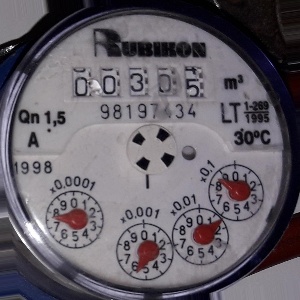 RUBIKON
00305 m³
98197434
Qn 1,5
A
LT 1-269
1995
30°C
1998
x0,0001
x0,001
x0,01
x0,1